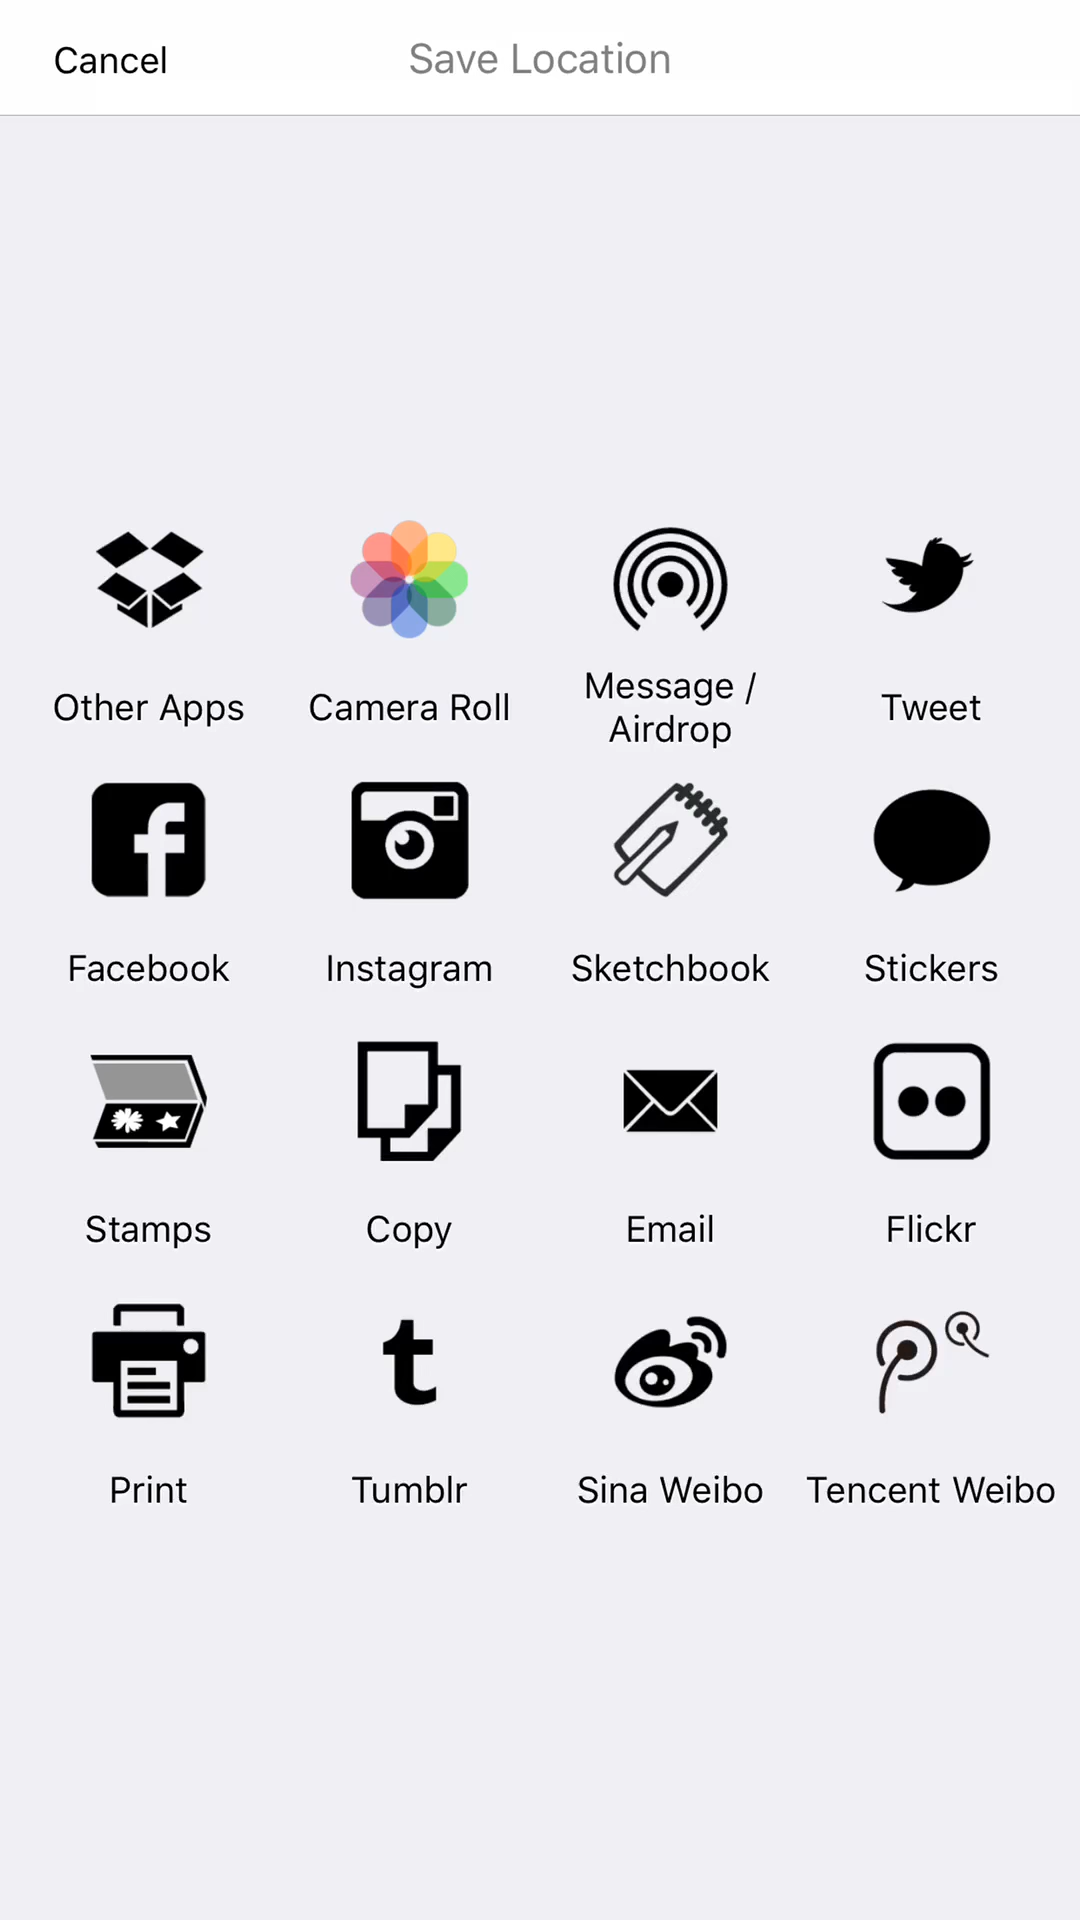 Cancel
Save Location
Other Apps
Camera Roll
Message /
Airdrop
Tweet
Facebook
Instagram
Sketchbook
Stickers
Stamps
Copy
Email
Flickr
Print
Tumblr
Sina Weibo
Tencent Weibo